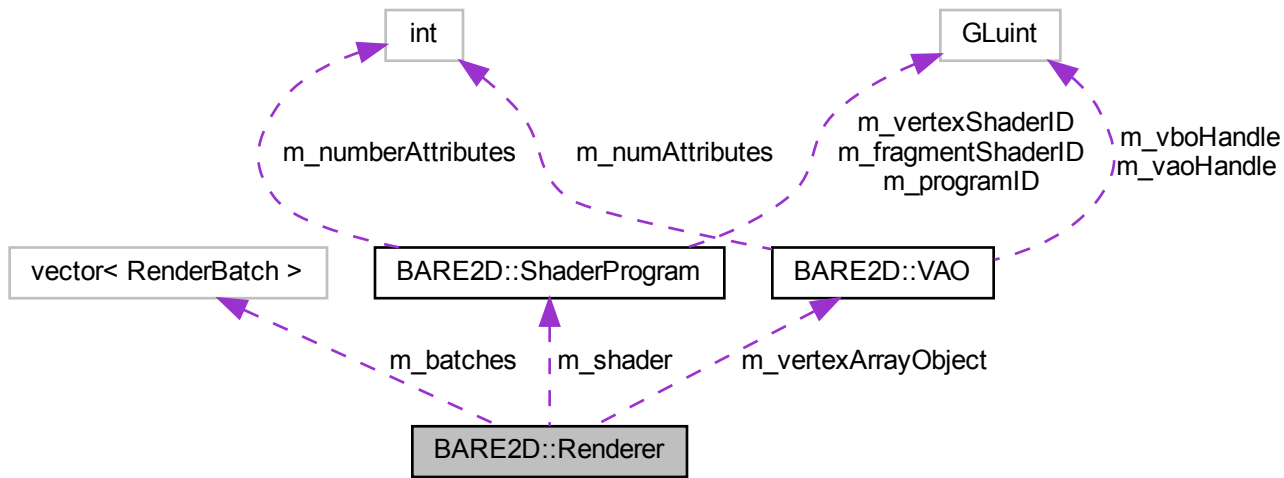 int
GLuint
m_numberAttributes
m_numAttributes
m_vertexShaderID
m_fragmentShaderID
m_programID
m_vboHandle
m_vaoHandle
vector< RenderBatch >
BARE2D::ShaderProgram
BARE2D::VAO
m_batches
m_shader
m_vertexArrayObject
BARE2D::Renderer